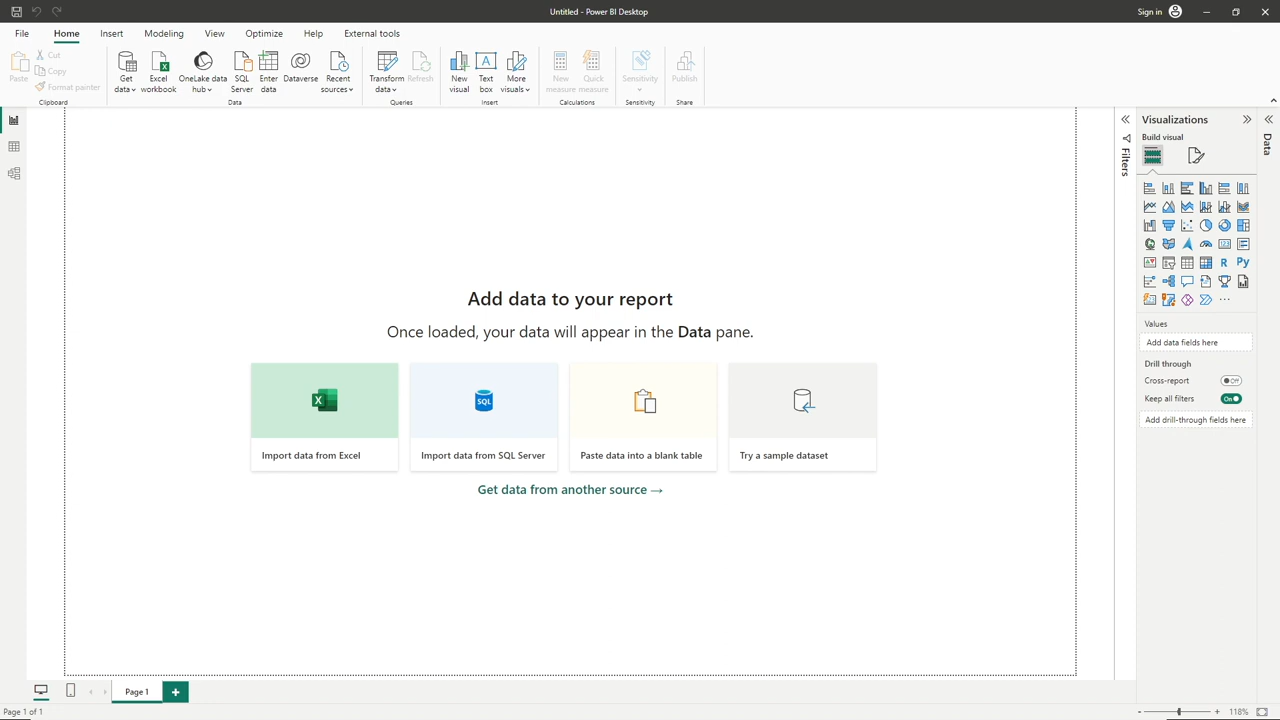 Untitled - Power BI Desktop
Sign in
File Home Insert Modeling View Optimize Help External tools
Paste
Cut
Copy
Format painter
Clipboard
Get data
Excel workbook
OneLake data hub
SQL Server
Enter data
Dataverse
Recent sources
Data
Transform data
Refresh
Queries
New visual
Text box
More visuals
Insert
New measure
Quick measure
Calculations
Sensitivity
Sensitivity
Publish
Share
Filters
Visualizations
Build visual
Data
R
Py
123
Values
Add data fields here
Drill through
Cross-report
Off
Keep all filters
On
Add drill-through fields here
Add data to your report
Once loaded, your data will appear in the Data pane.
X
SQL
Import data from Excel
Import data from SQL Server
Paste data into a blank table
Try a sample dataset
Get data from another source →
Page 1
+
Page 1 of 1
- + 118%